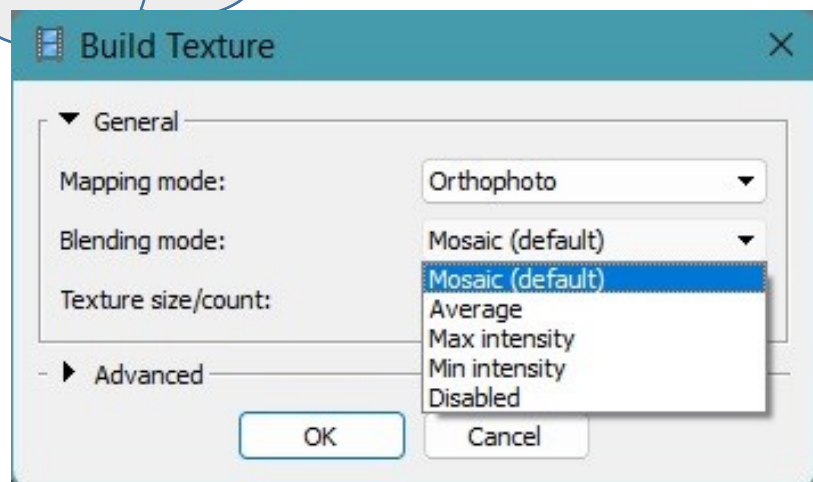 Build Texture
General
Mapping mode: Orthophoto
Blending mode: Mosaic (default)
Mosaic (default)
Texture size/count:
Average
Max intensity
Min intensity
Advanced
Disabled
OK Cancel